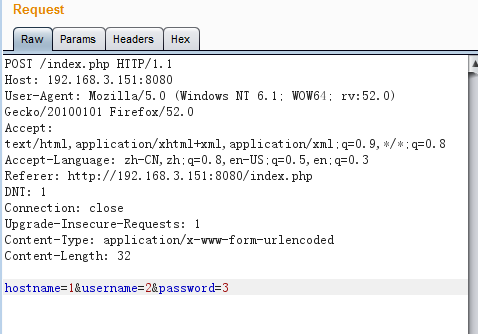 Request
Raw Params Headers Hex
POST /index.php HTTP/1.1
Host: 192.168.3.151:8080
User-Agent: Mozilla/5.0 (Windows NT 6.1; WOW64; rv:52.0)
Gecko/20100101 Firefox/52.0
Accept:
text/html,application/xhtml+xml,application/xml;q=0.9,*/*;q=0.8
Accept-Language: zh-CN,zh;q=0.8,en-US;q=0.5,en;q=0.3
Referer: http://192.168.3.151:8080/index.php
DNT: 1
Connection: close
Upgrade-Insecure-Requests: 1
Content-Type: application/x-www-form-urlencoded
Content-Length: 32
hostname=1&username=2&password=3